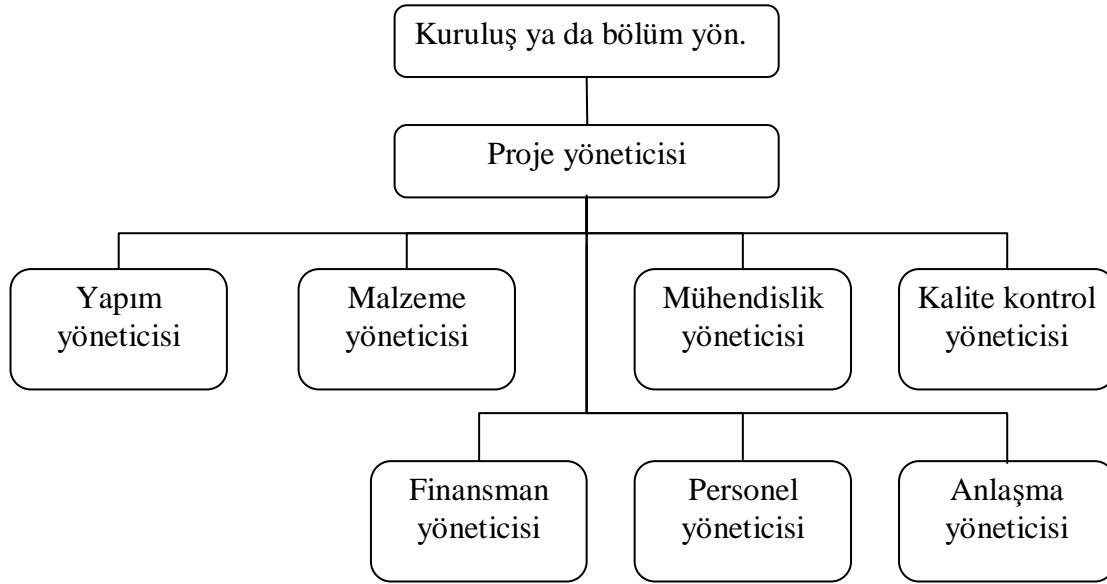 Kuruluş ya da bölüm yön.
Proje yöneticisi
Yapım
yöneticisi
Malzeme
yöneticisi
Mühendislik
yöneticisi
Kalite kontrol
yöneticisi
Finansman
yöneticisi
Personel
yöneticisi
Anlaşma
yöneticisi